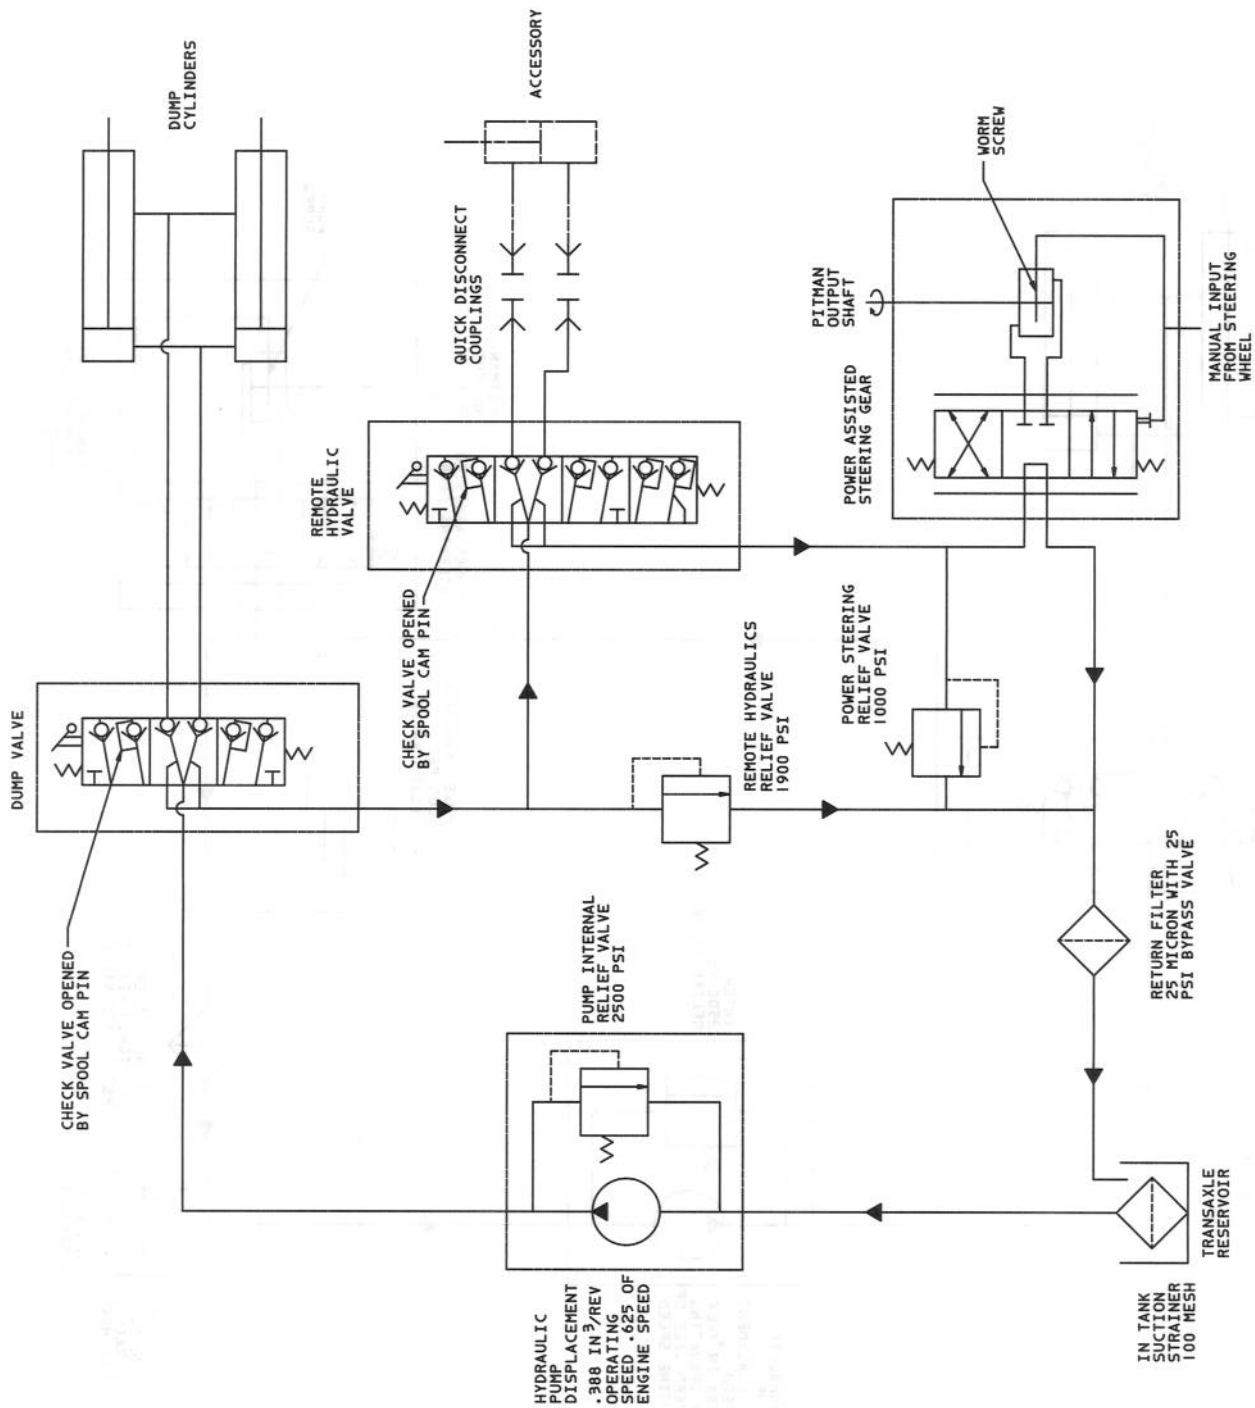 DUMP VALVE
CHECK VALVE OPENED
BY SPOOL CAM PIN
DUMP
CYLINDERS
REMOTE
HYDRAULIC
VALVE
CHECK VALVE OPENED
BY SPOOL CAM PIN
QUICK DISCONNECT
COUPLINGS
ACCESSORY
HYDRAULIC
PUMP
DISPLACEMENT
.388 IN³/REV
OPERATING
SPEED .625 OF
ENGINE SPEED
PUMP INTERNAL
RELIEF VALVE
2500 PSI
REMOTE HYDRAULICS
RELIEF VALVE
1900 PSI
POWER STEERING
RELIEF VALVE
1000 PSI
POWER ASSISTED
STEERING GEAR
PITMAN
OUTPUT
SHAFT
WORM
SCREW
MANUAL INPUT
FROM STEERING
WHEEL
IN TANK
SUCTION
STRAINER
100 MESH
TRANSAXLE
RESERVOIR
RETURN FILTER
25 MICRON WITH 25
PSI BYPASS VALVE